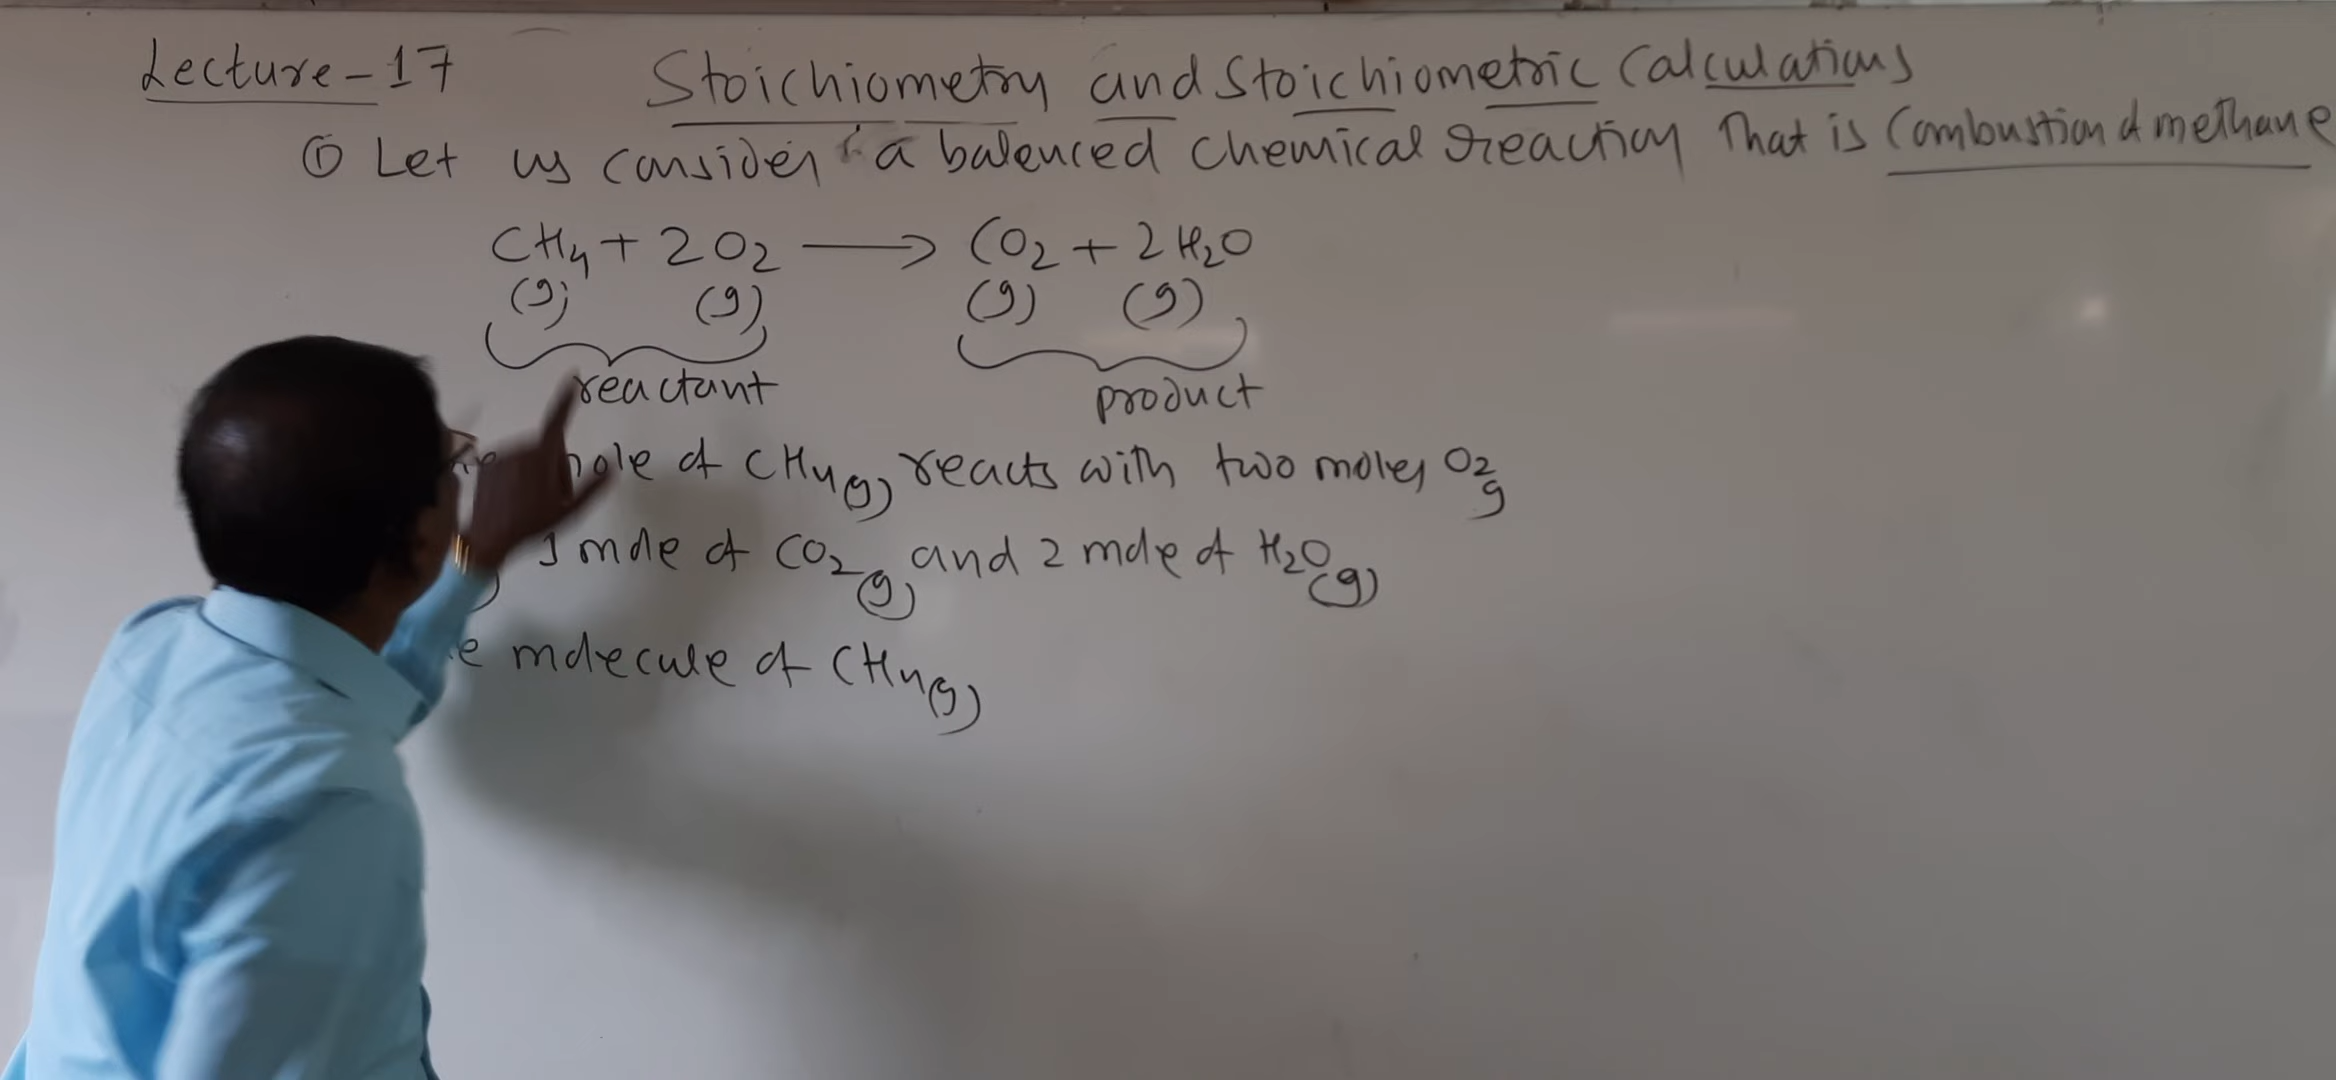 Lecture-17 Stoichiometry and Stoichiometric Calculations
① Let us consider a balenced chemical reaction That is Combustion of methane
CH4 + 2O2 ⟶ CO2 + 2H2O
(g) (g) (g) (g)
reactant product
mole of CH4(g) reacts with two moles O2 g
1 mole of CO2(g) and 2 mole of H2O(g)
molecule of CH4(g)